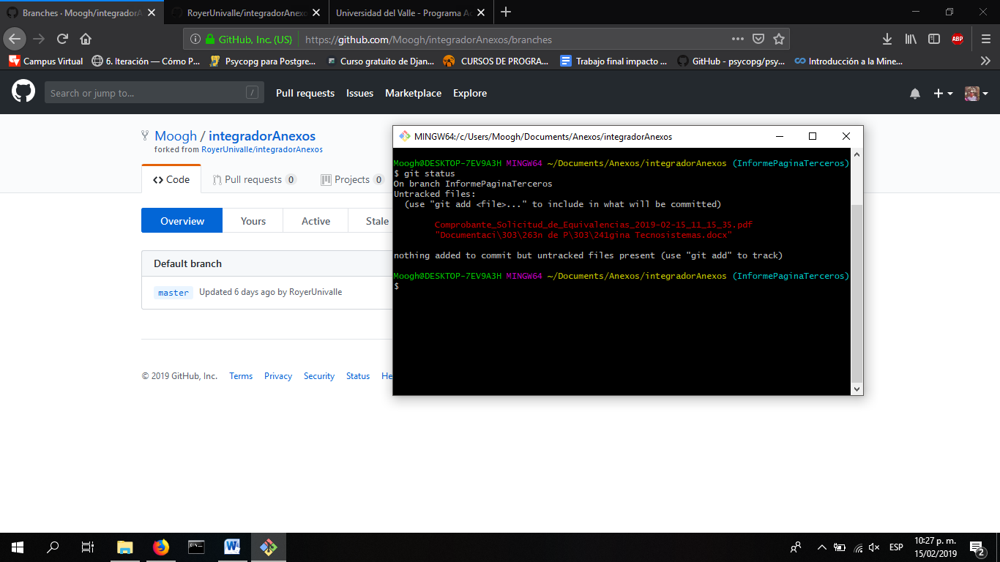 Branches · Moogh/integradorA
RoyerUnivalle/integradorAnexo
Universidad del Valle - Programa A
GitHub, Inc. (US)
https://github.com/Moogh/integradorAnexos/branches
ABP
Campus Virtual
6. Iteración — Cómo P...
Psycopg para Postgre...
Curso gratuito de Djan...
CURSOS DE PROGRA...
Trabajo final impacto ...
GitHub - psycopg/psy...
Introducción a la Mine...
Search or jump to...
/
Pull requests
Issues
Marketplace
Explore
Moogh / integradorAnexos
forked from RoyerUnivalle/integradorAnexos
Code
Pull requests 0
Projects 0
Overview
Yours
Active
Stale
Default branch
master
Updated 6 days ago by RoyerUnivalle
© 2019 GitHub, Inc.
Terms
Privacy
Security
Status
He
MINGW64:/c/Users/Moogh/Documents/Anexos/integradorAnexos
Moogh@DESKTOP-7EV9A3H MINGW64 ~/Documents/Anexos/integradorAnexos (InformePaginaTerceros)
$ git status
On branch InformePaginaTerceros
Untracked files:
(use "git add <file>..." to include in what will be committed)
Comprobante_Solicitud_de_Equivalencias_2019-02-15_11_15_35.pdf
"Documentaci\303\263n de P\303\241gina Tecnosistemas.docx"
nothing added to commit but untracked files present (use "git add" to track)
Moogh@DESKTOP-7EV9A3H MINGW64 ~/Documents/Anexos/integradorAnexos (InformePaginaTerceros)
$
ESP
10:27 p. m.
15/02/2019
2